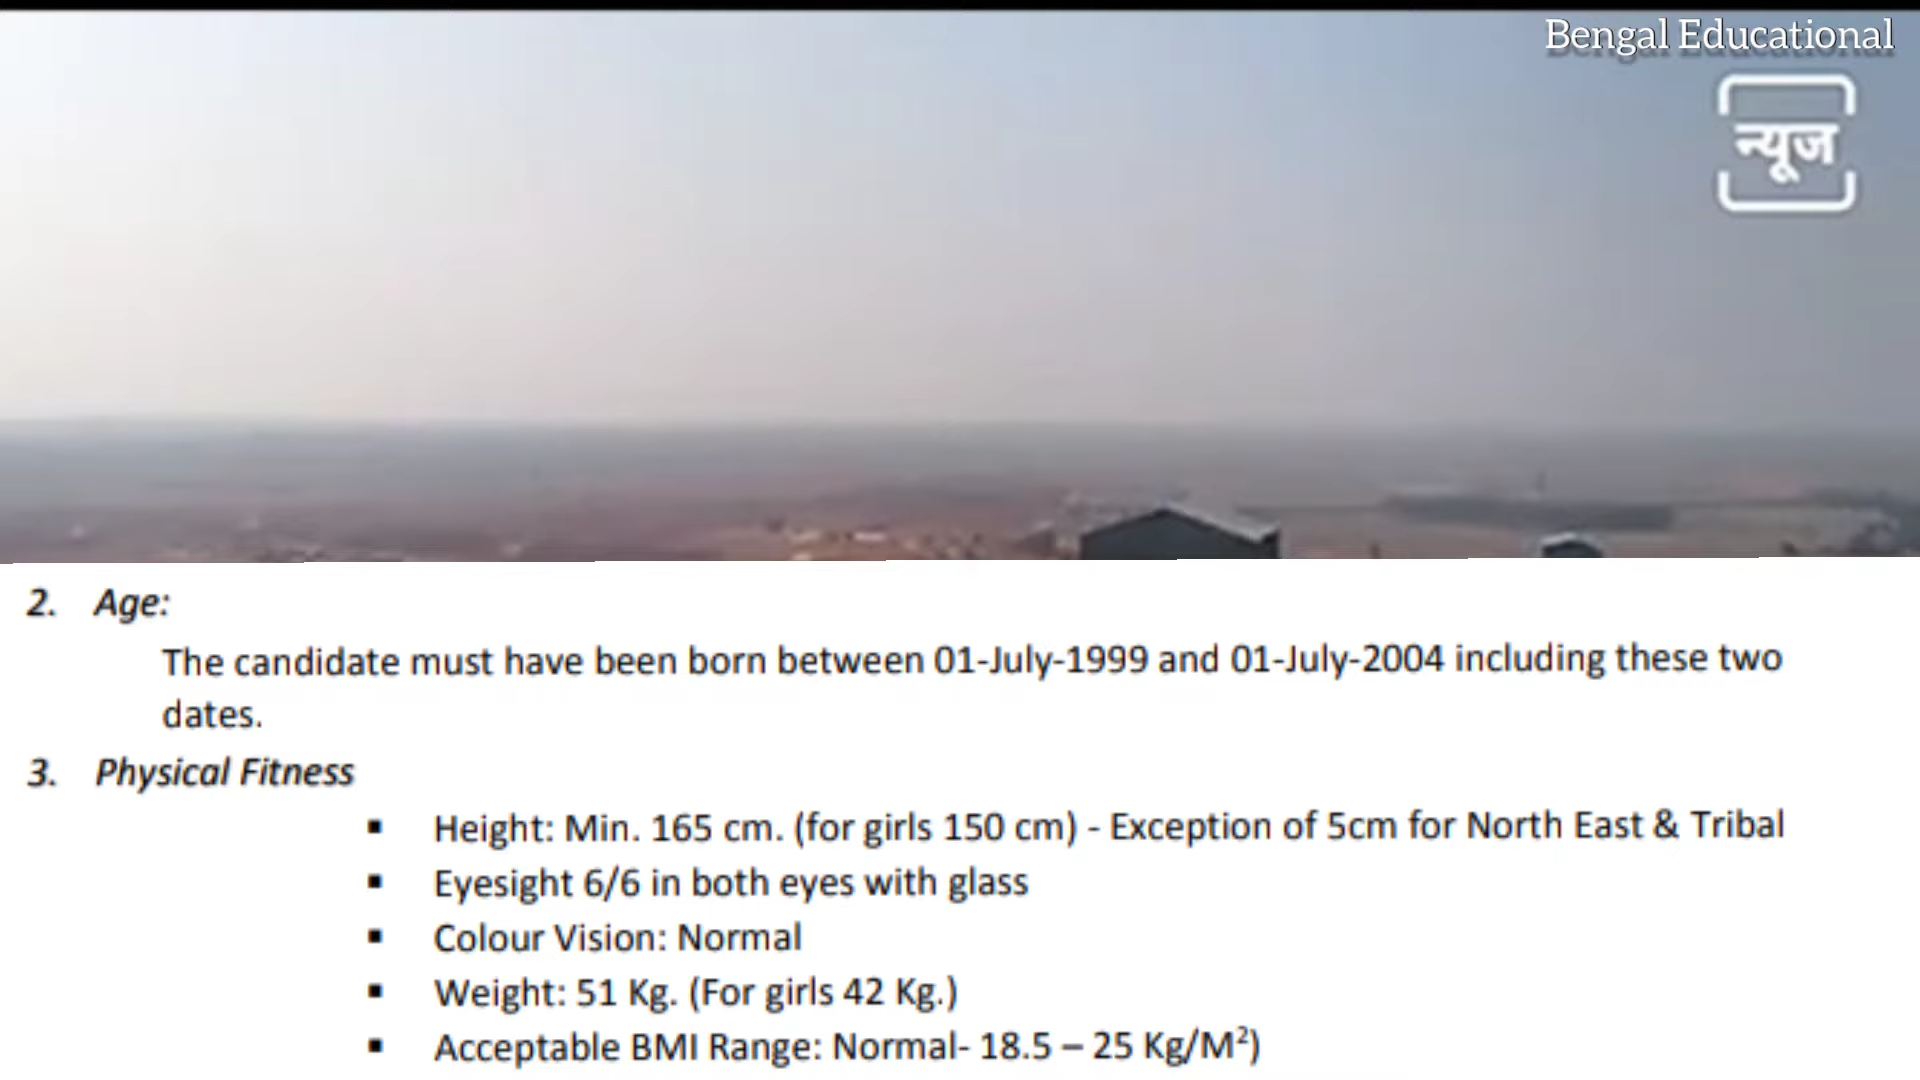 Bengal Educational
न्यूज
2. Age:
The candidate must have been born between 01-July-1999 and 01-July-2004 including these two
dates.
3. Physical Fitness
▪ Height: Min. 165 cm. (for girls 150 cm) - Exception of 5cm for North East & Tribal
▪ Eyesight 6/6 in both eyes with glass
▪ Colour Vision: Normal
▪ Weight: 51 Kg. (For girls 42 Kg.)
▪ Acceptable BMI Range: Normal- 18.5 – 25 Kg/M²)